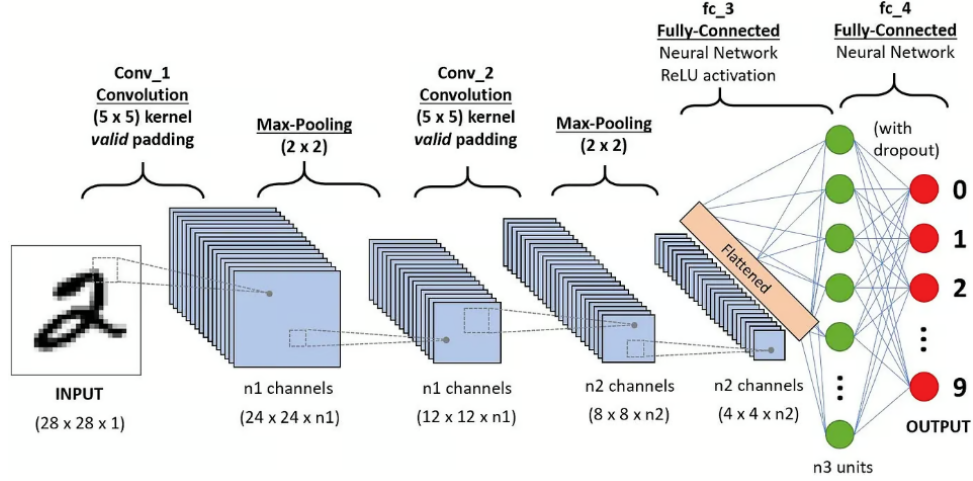 Conv_1
Convolution
(5 x 5) kernel
valid padding
Max-Pooling
(2 x 2)
Conv_2
Convolution
(5 x 5) kernel
valid padding
Max-Pooling
(2 x 2)
fc_3
Fully-Connected
Neural Network
ReLU activation
fc_4
Fully-Connected
Neural Network
(with
dropout)
Flattened
0
1
2
9
OUTPUT
2
INPUT
(28 x 28 x 1)
n1 channels
(24 x 24 x n1)
n1 channels
(12 x 12 x n1)
n2 channels
(8 x 8 x n2)
n2 channels
(4 x 4 x n2)
n3 units